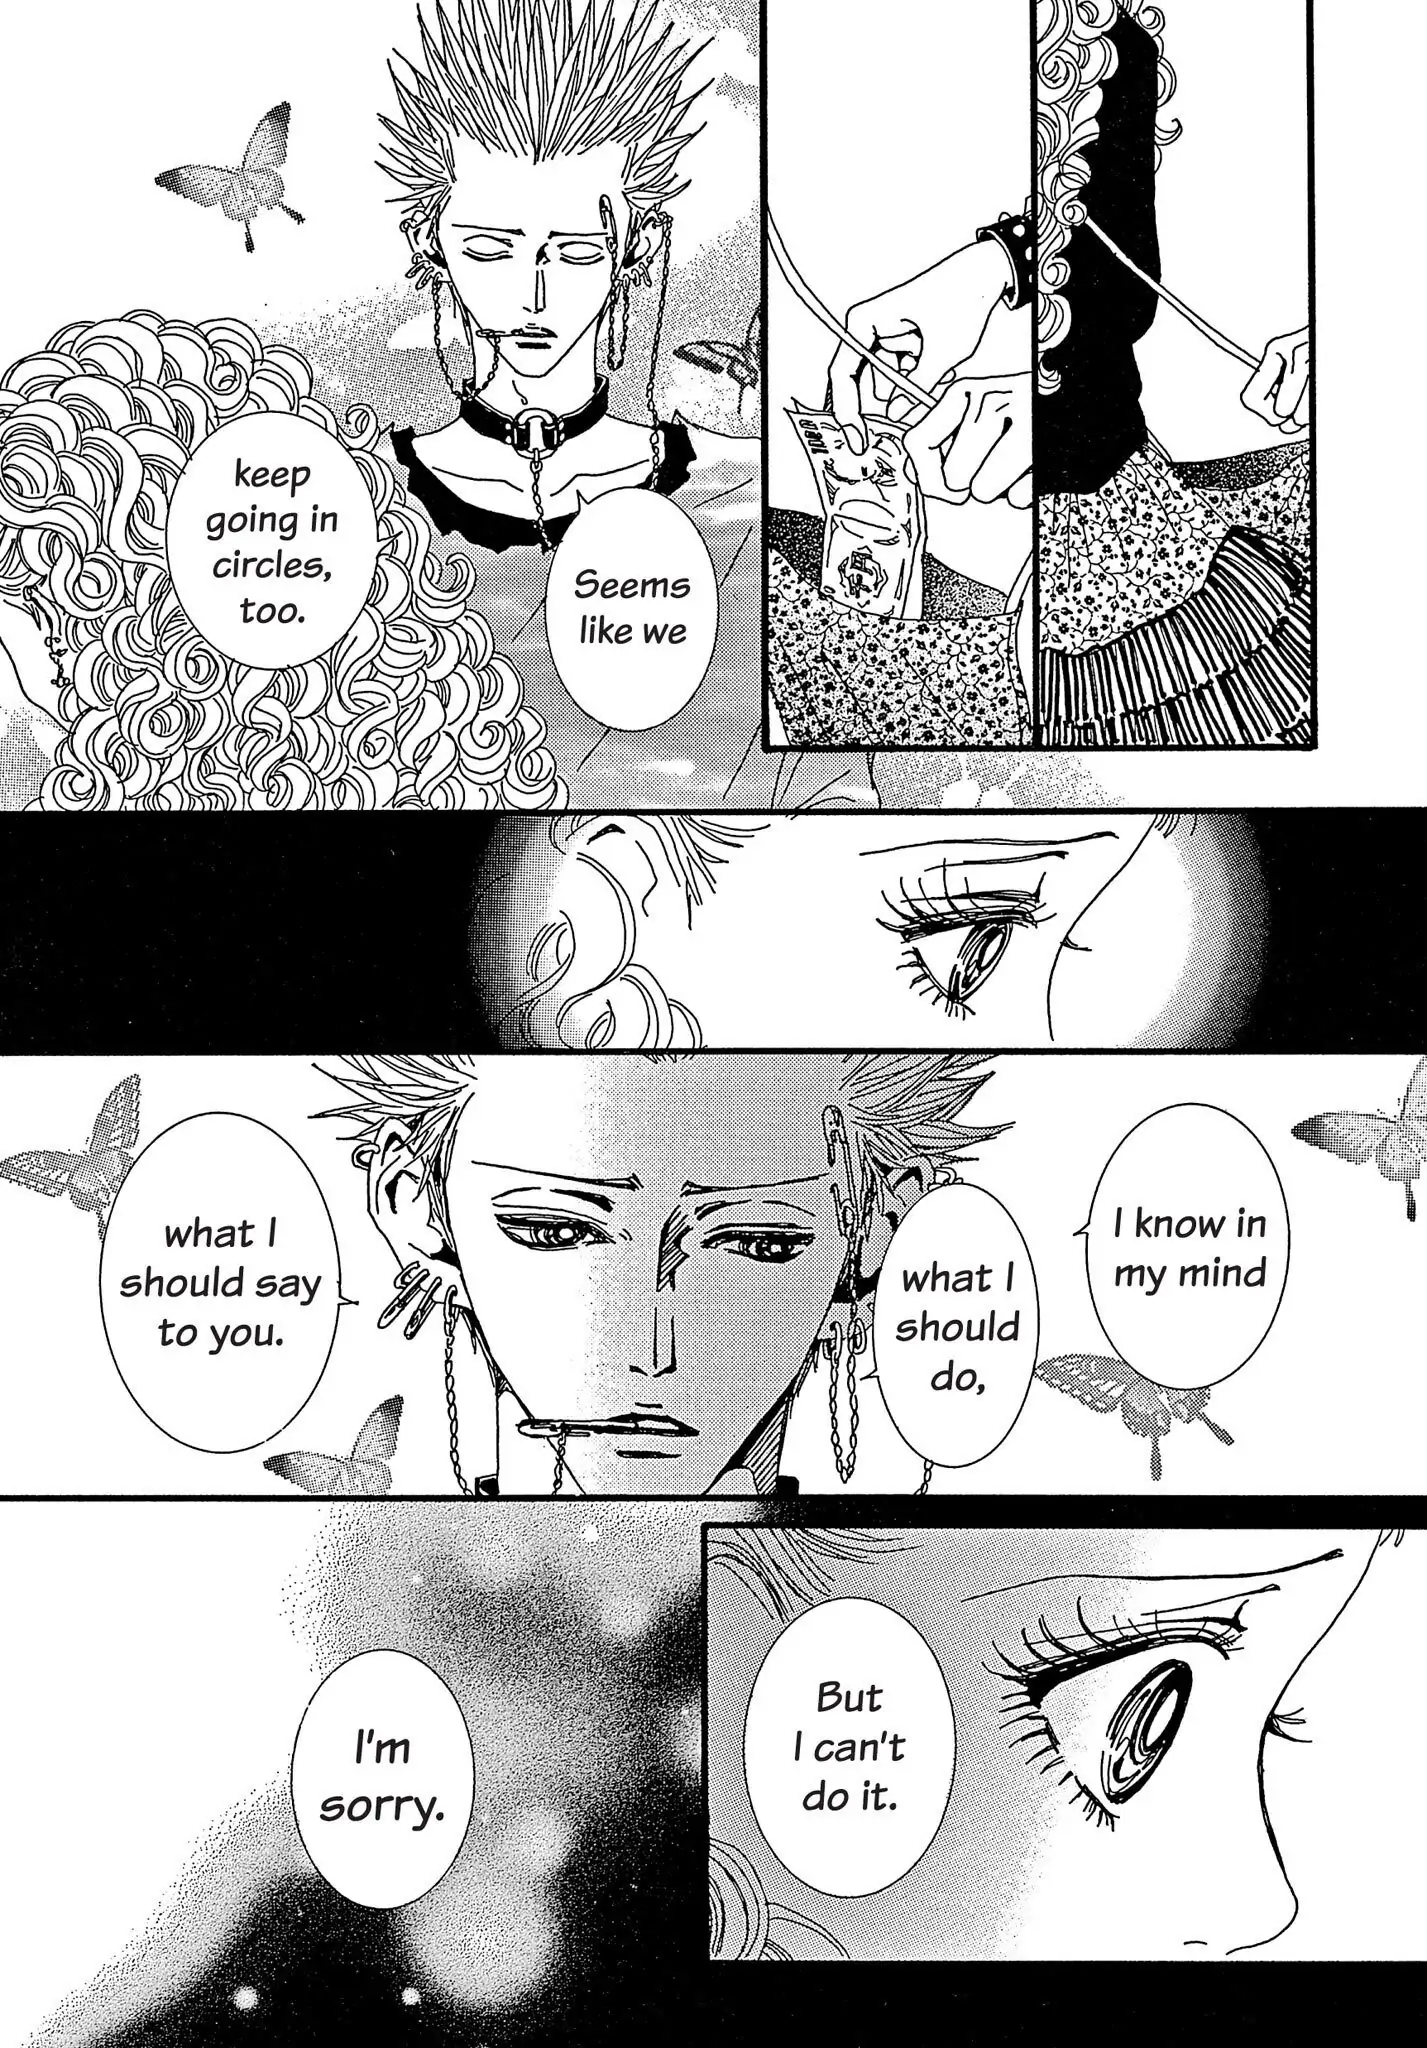 Seems
like we
keep
going in
circles,
too.
I know in
my mind
what I
should
do,
what I
should say
to you.
But
I can't
do it.
I'm
sorry.